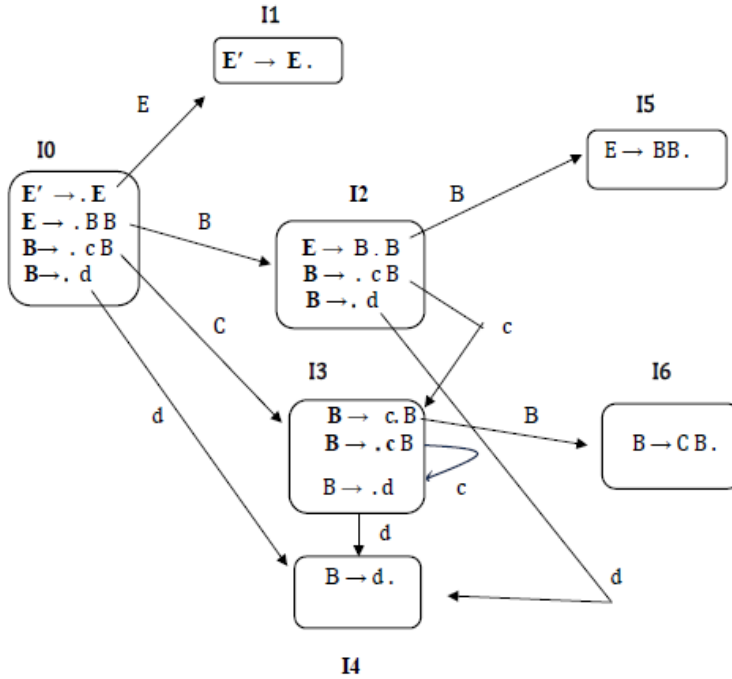 I1
E′ → E .
E
I5
E → BB .
I0
E′ → . E
E → . B B
B → . c B
B → . d
B
I2
E → B . B
B → . c B
B → . d
B
C
c
d
I3
B → c. B
B → . c B
B → . d
B
c
I6
B → C B .
d
d
B → d .
I4